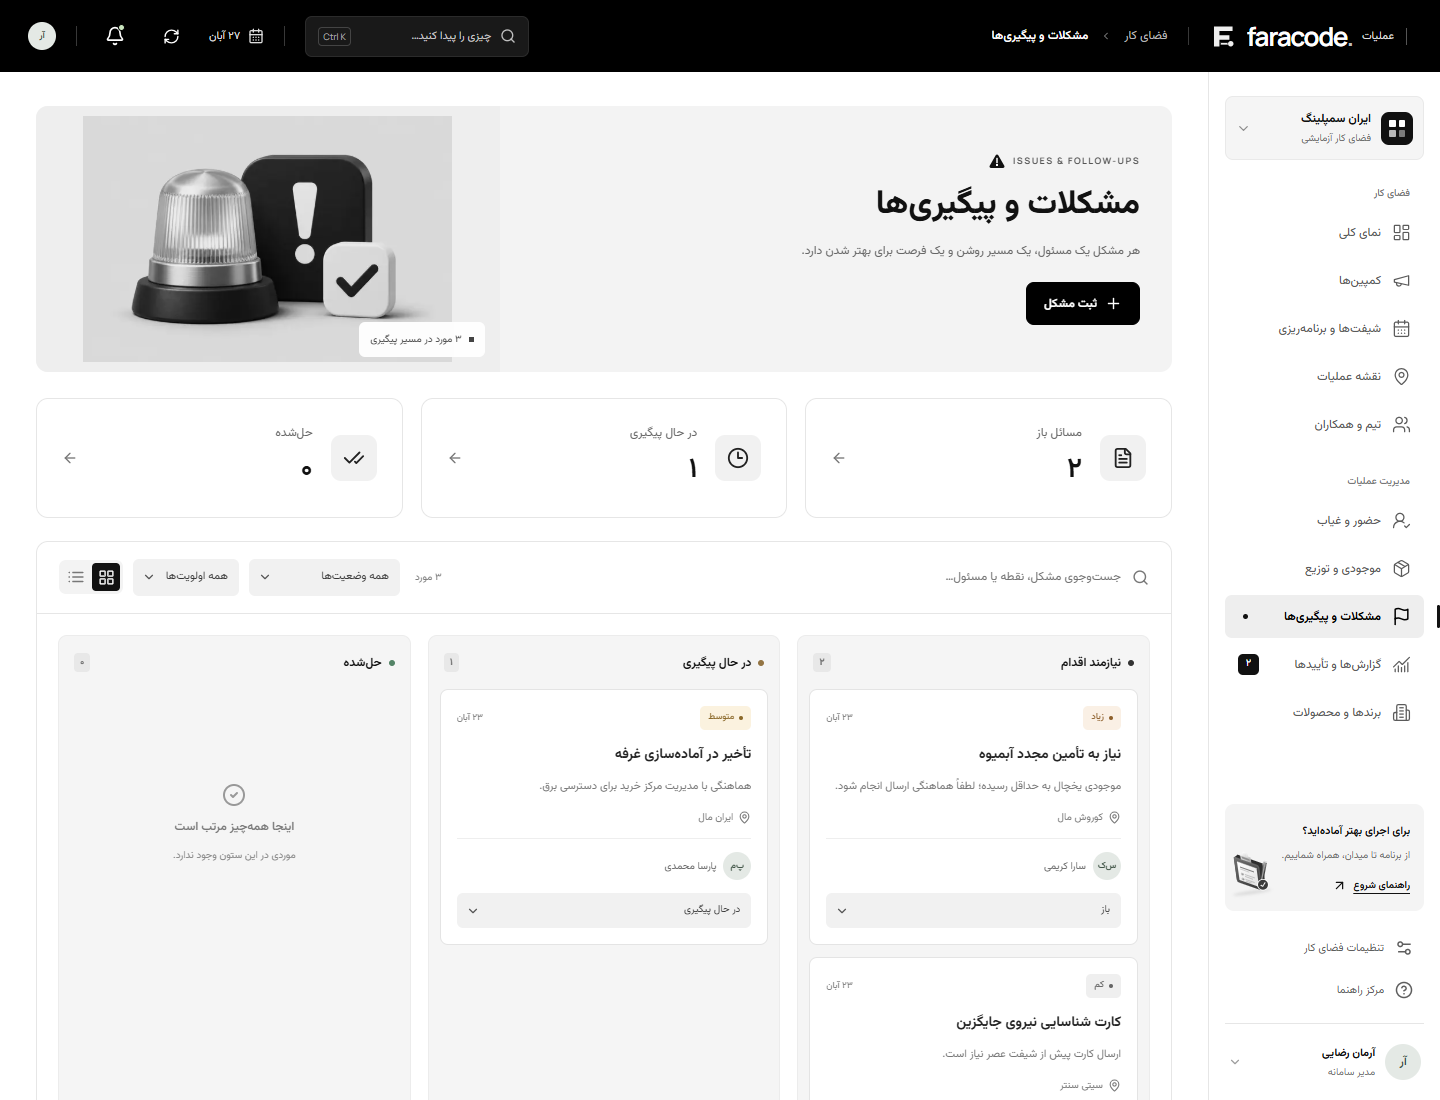 عملیات
faracode.
فضای کار
مشکلات و پیگیری‌ها
چیزی را پیدا کنید...
Ctrl K
۲۷ آبان
آر
ایران سمپلینگ
فضای کار آزمایشی
فضای کار
نمای کلی
کمپین‌ها
شیفت‌ها و برنامه‌ریزی
نقشه عملیات
تیم و همکاران
مدیریت عملیات
حضور و غیاب
موجودی و توزیع
مشکلات و پیگیری‌ها
گزارش‌ها و تأییدها
۲
برندها و محصولات
برای اجرای بهتر آماده‌اید؟
از برنامه تا میدان، همراه شماییم.
راهنمای شروع
تنظیمات فضای کار
مرکز راهنما
آر
آرمان رضایی
مدیر سامانه
ISSUES & FOLLOW-UPS
مشکلات و پیگیری‌ها
هر مشکل یک مسئول، یک مسیر روشن و یک فرصت برای بهتر شدن دارد.
ثبت مشکل
۳ مورد در مسیر پیگیری
مسائل باز
۲
در حال پیگیری
۱
حل‌شده
۰
جست‌وجوی مشکل، نقطه یا مسئول...
۳ مورد
همه وضعیت‌ها
همه اولویت‌ها
نیازمند اقدام
۲
زیاد
۲۳ آبان
نیاز به تأمین مجدد آبمیوه
موجودی یخچال به حداقل رسیده؛ لطفاً هماهنگی ارسال انجام شود.
کوروش مال
س‌ک
سارا کریمی
باز
کم
۲۳ آبان
کارت شناسایی نیروی جایگزین
ارسال کارت پیش از شیفت عصر نیاز است.
سیتی سنتر
در حال پیگیری
۱
متوسط
۲۳ آبان
تأخیر در آماده‌سازی غرفه
هماهنگی با مدیریت مرکز خرید برای دسترسی برق.
ایران مال
پ‌م
پارسا محمدی
در حال پیگیری
حل‌شده
۰
اینجا همه‌چیز مرتب است
موردی در این ستون وجود ندارد.